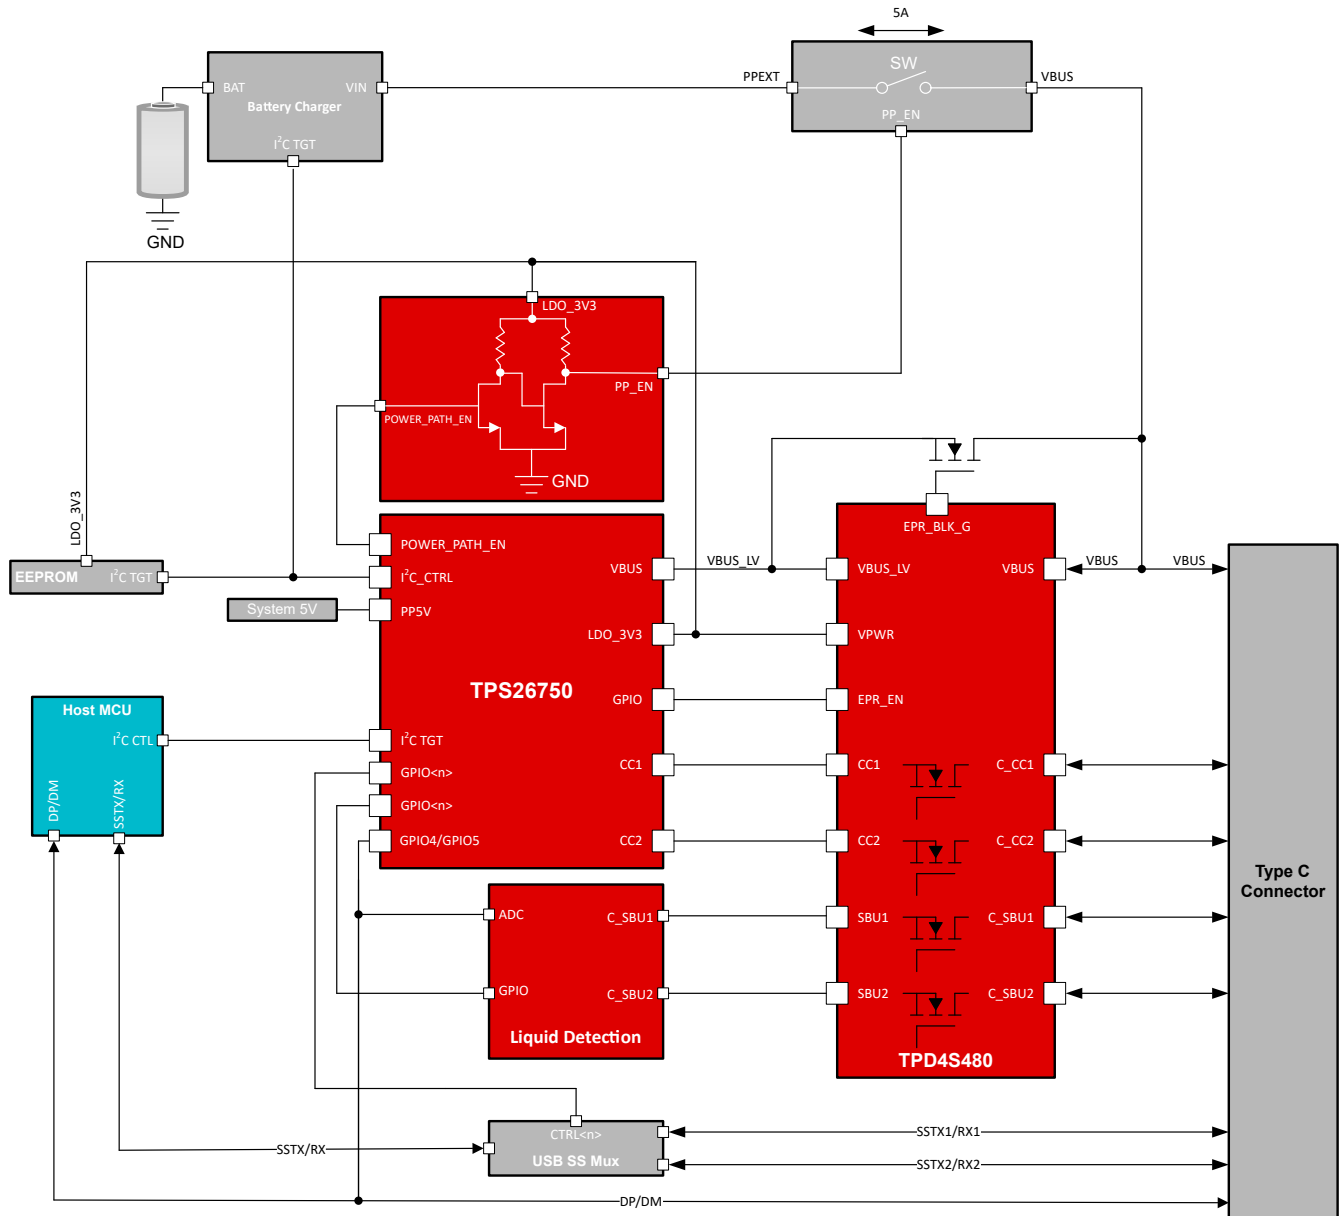 5A
SW
PPEXT
VBUS
PP_EN
BAT
VIN
Battery Charger
I²C TGT
GND
LDO_3V3
PP_EN
POWER_PATH_EN
GND
LDO_3V3
EEPROM
I²C TGT
System 5V
POWER_PATH_EN
I²C_CTRL
PP5V
VBUS
LDO_3V3
TPS26750
GPIO
I²C TGT
GPIO<n>
GPIO<n>
GPIO4/GPIO5
CC1
CC2
VBUS_LV
EPR_BLK_G
VBUS_LV
VBUS
VBUS
VBUS
VPWR
EPR_EN
CC1
C_CC1
CC2
C_CC2
SBU1
C_SBU1
SBU2
C_SBU2
TPD4S480
Type C
Connector
Host MCU
I²C CTL
DP/DM
SSTX/RX
ADC
C_SBU1
GPIO
C_SBU2
Liquid Detection
CTRL<n>
USB SS Mux
SSTX/RX
SSTX1/RX1
SSTX2/RX2
DP/DM